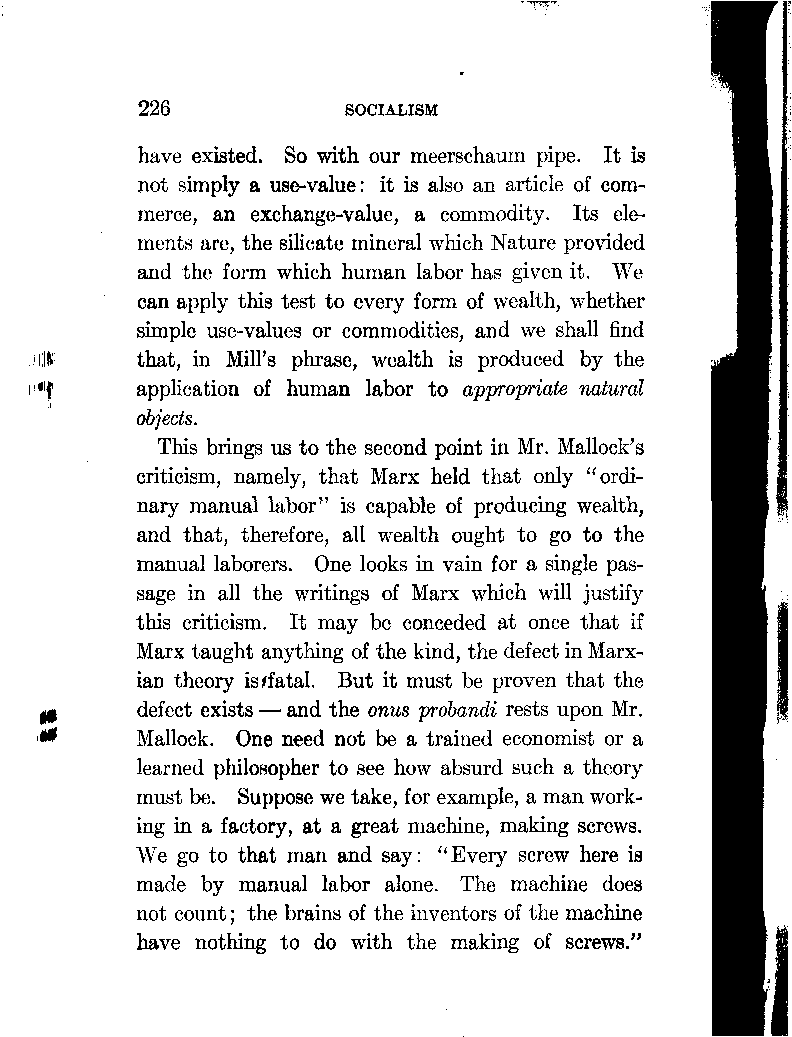 226 SOCIALISM
have existed. So with our meerschaum pipe. It is
not simply a use-value: it is also an article of com-
merce, an exchange-value, a commodity. Its ele-
ments are, the silicate mineral which Nature provided
and the form which human labor has given it. We
can apply this test to every form of wealth, whether
simple use-values or commodities, and we shall find
that, in Mill's phrase, wealth is produced by the
application of human labor to appropriate natural
objects.
This brings us to the second point in Mr. Mallock's
criticism, namely, that Marx held that only "ordi-
nary manual labor" is capable of producing wealth,
and that, therefore, all wealth ought to go to the
manual laborers. One looks in vain for a single pas-
sage in all the writings of Marx which will justify
this criticism. It may be conceded at once that if
Marx taught anything of the kind, the defect in Marx-
ian theory is fatal. But it must be proven that the
defect exists — and the onus probandi rests upon Mr.
Mallock. One need not be a trained economist or a
learned philosopher to see how absurd such a theory
must be. Suppose we take, for example, a man work-
ing in a factory, at a great machine, making screws.
We go to that man and say: "Every screw here is
made by manual labor alone. The machine does
not count; the brains of the inventors of the machine
have nothing to do with the making of screws."